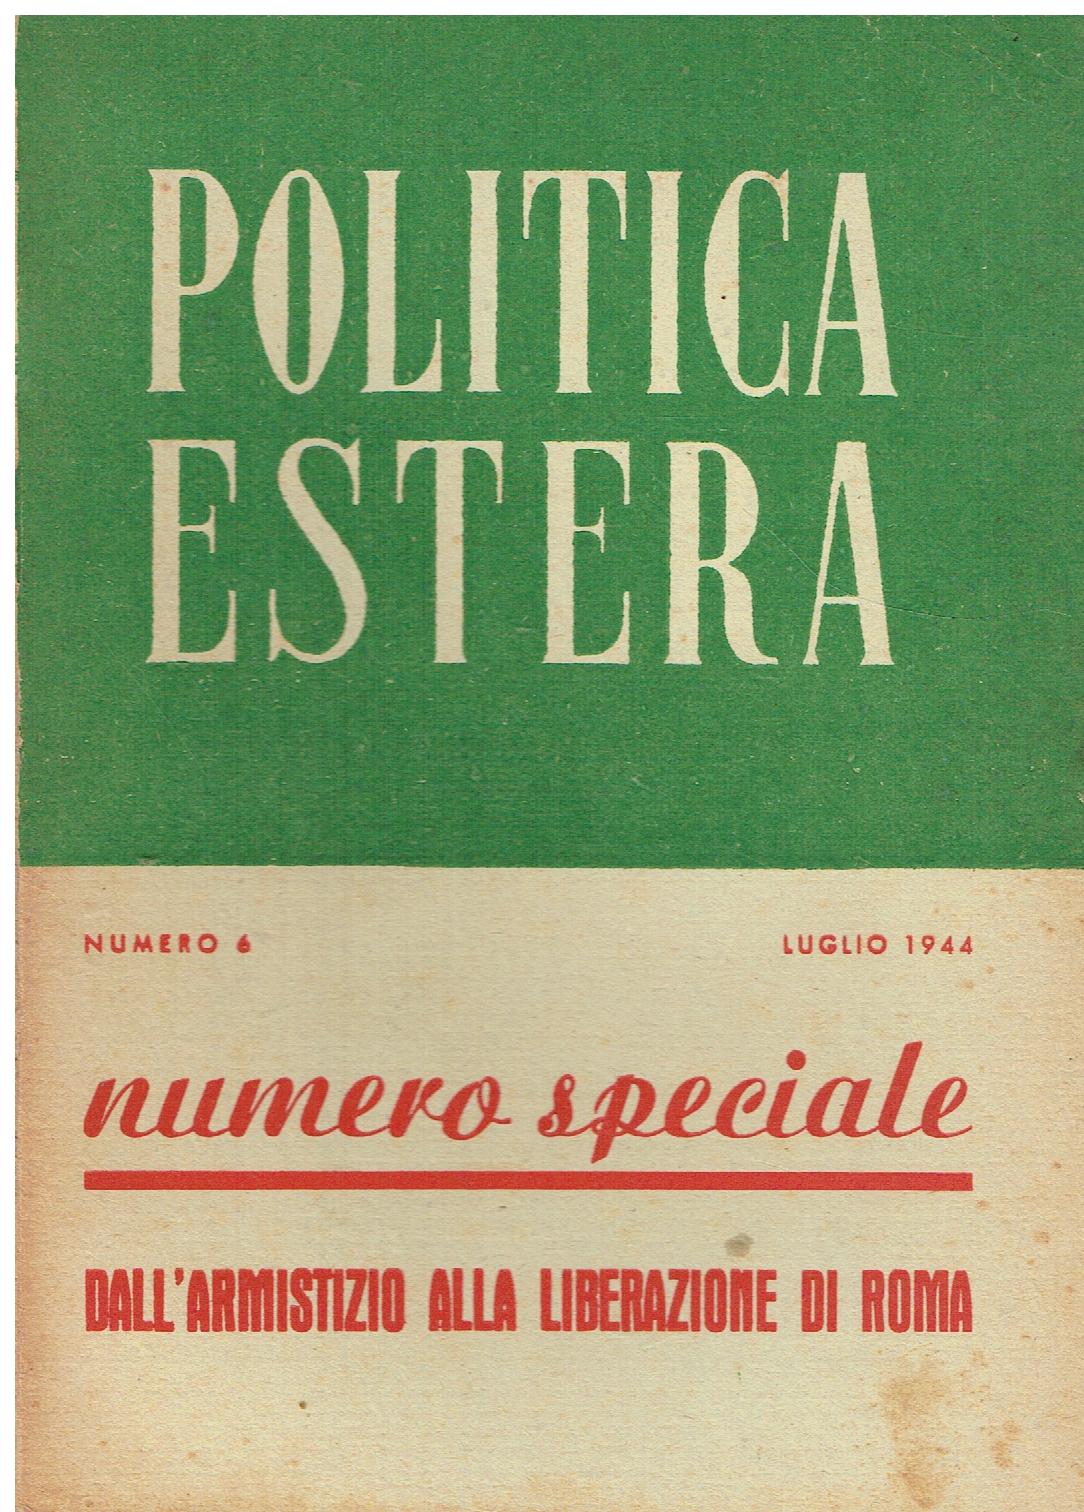 POLITICA
ESTERA
NUMERO 6 LUGLIO 1944
numero speciale
DALL'ARMISTIZIO ALLA LIBERAZIONE DI ROMA